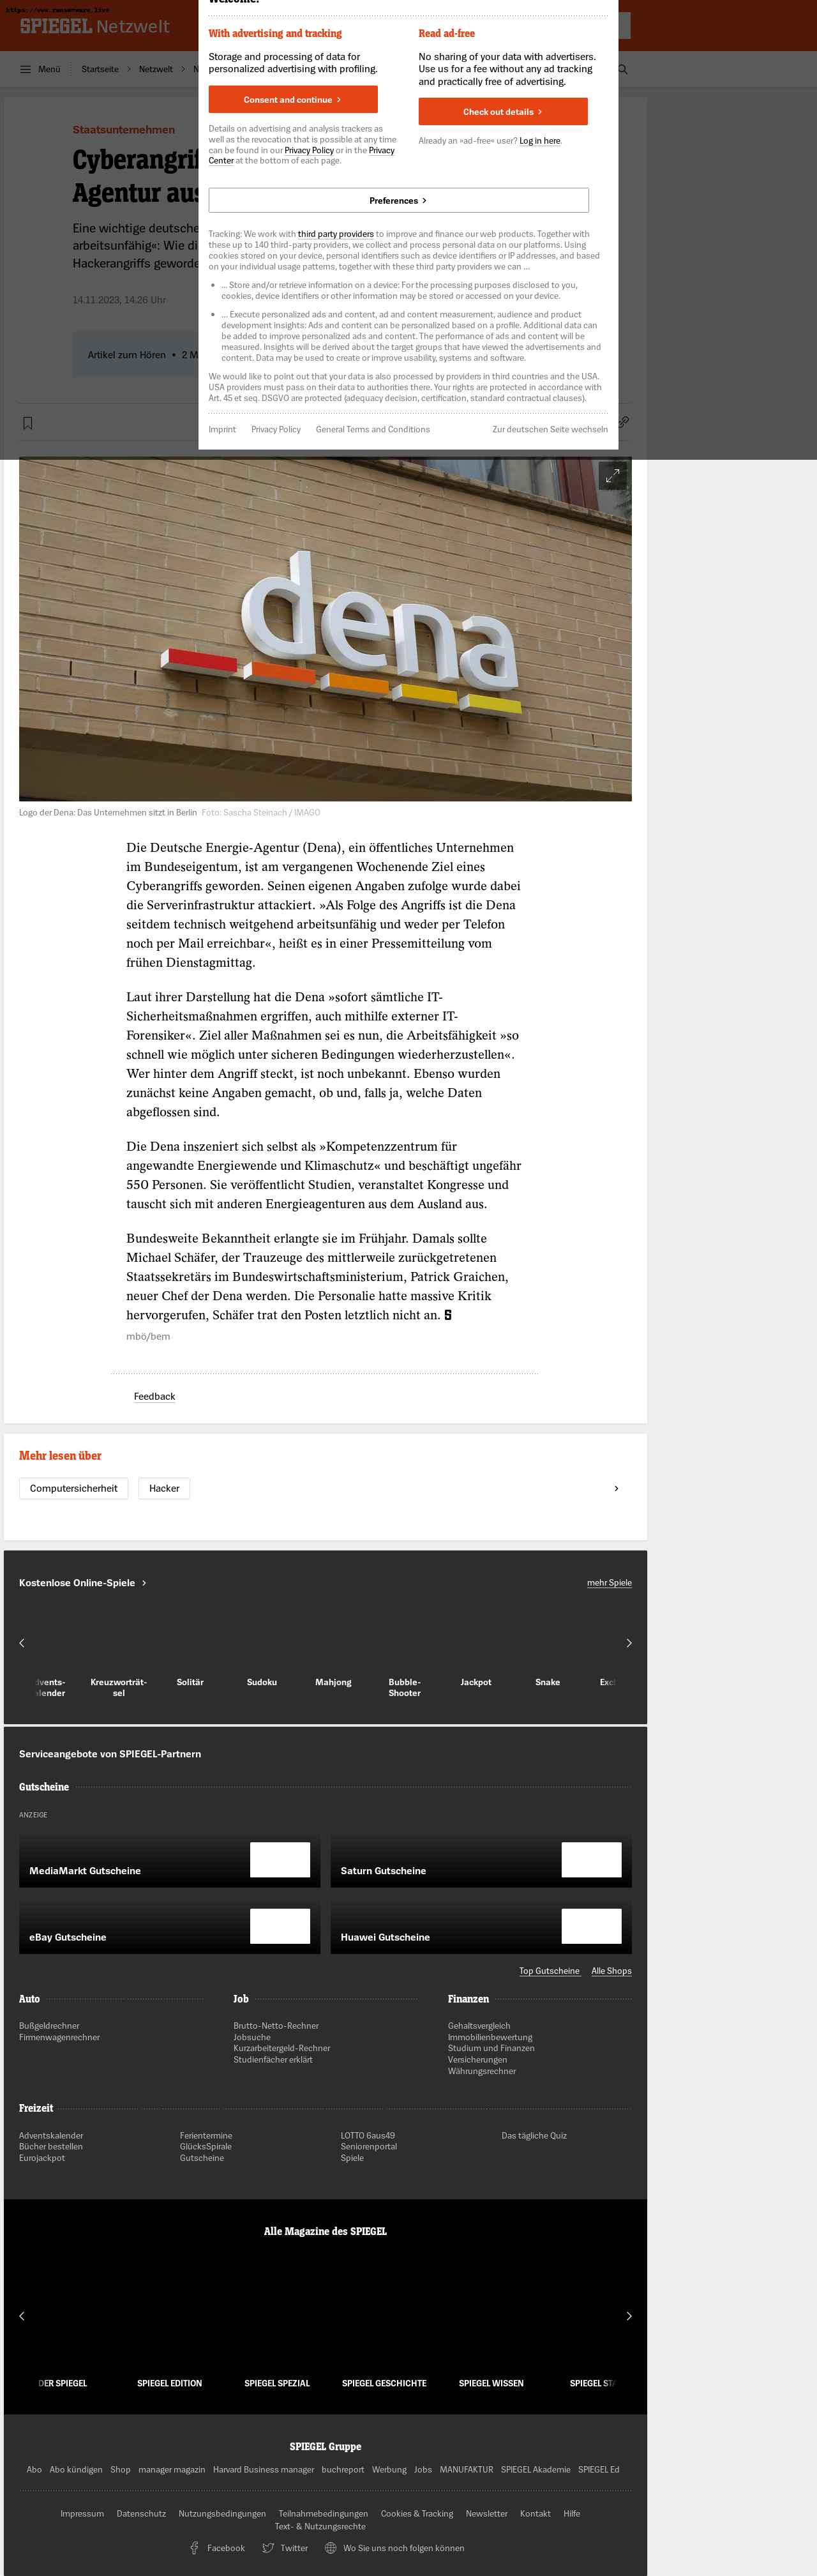 https://www.ransomware.live
SPIEGEL Netzwelt
Welcome!
With advertising and tracking
Storage and processing of data for
personalized advertising with profiling.
Consent and continue
Details on advertising and analysis trackers as
well as the revocation that is possible at any time
can be found in our Privacy Policy or in the Privacy
Center at the bottom of each page.
Read ad-free
No sharing of your data with advertisers.
Use us for a fee without any ad tracking
and practically free of advertising.
Check out details
Already an »ad-free« user? Log in here.
Preferences
Tracking: We work with third party providers to improve and finance our web products. Together with
these up to 140 third-party providers, we collect and process personal data on our platforms. Using
cookies stored on your device, personal identifiers such as device identifiers or IP addresses, and based
on your individual usage patterns, together with these third party providers we can ...
• ... Store and/or retrieve information on a device: For the processing purposes disclosed to you,
cookies, device identifiers or other information may be stored or accessed on your device.
• ... Execute personalized ads and content, ad and content measurement, audience and product
development insights: Ads and content can be personalized based on a profile. Additional data can
be added to improve personalized ads and content. The performance of ads and content will be
measured. Insights will be derived about the target groups that have viewed the advertisements and
content. Data may be used to create or improve usability, systems and software.
We would like to point out that your data is also processed by providers in third countries and the USA.
USA providers must pass on their data to authorities there. Your rights are protected in accordance with
Art. 45 et seq. DSGVO are protected (adequacy decision, certification, standard contractual clauses).
Imprint Privacy Policy General Terms and Conditions Zur deutschen Seite wechseln
Menü Startseite Netzwelt
Staatsunternehmen
Cyberangrif
Agentur aus
Eine wichtige deutsche
arbeitsunfähig«: Wie di
Hackerangriffs geworde
14.11.2023, 14.26 Uhr
Artikel zum Hören • 2 M
dena
Logo der Dena: Das Unternehmen sitzt in Berlin Foto: Sascha Steinach / IMAGO
Die Deutsche Energie-Agentur (Dena), ein öffentliches Unternehmen
im Bundeseigentum, ist am vergangenen Wochenende Ziel eines
Cyberangriffs geworden. Seinen eigenen Angaben zufolge wurde dabei
die Serverinfrastruktur attackiert. »Als Folge des Angriffs ist die Dena
seitdem technisch weitgehend arbeitsunfähig und weder per Telefon
noch per Mail erreichbar«, heißt es in einer Pressemitteilung vom
frühen Dienstagmittag.
Laut ihrer Darstellung hat die Dena »sofort sämtliche IT-
Sicherheitsmaßnahmen ergriffen, auch mithilfe externer IT-
Forensiker«. Ziel aller Maßnahmen sei es nun, die Arbeitsfähigkeit »so
schnell wie möglich unter sicheren Bedingungen wiederherzustellen«.
Wer hinter dem Angriff steckt, ist noch unbekannt. Ebenso wurden
zunächst keine Angaben gemacht, ob und, falls ja, welche Daten
abgeflossen sind.
Die Dena inszeniert sich selbst als »Kompetenzzentrum für
angewandte Energiewende und Klimaschutz« und beschäftigt ungefähr
550 Personen. Sie veröffentlicht Studien, veranstaltet Kongresse und
tauscht sich mit anderen Energieagenturen aus dem Ausland aus.
Bundesweite Bekanntheit erlangte sie im Frühjahr. Damals sollte
Michael Schäfer, der Trauzeuge des mittlerweile zurückgetretenen
Staatssekretärs im Bundeswirtschaftsministerium, Patrick Graichen,
neuer Chef der Dena werden. Die Personalie hatte massive Kritik
hervorgerufen, Schäfer trat den Posten letztlich nicht an. S
mbö/bem
Feedback
Mehr lesen über
Computersicherheit Hacker
Kostenlose Online-Spiele mehr Spiele
Kreuzworträt-
sel
Solitär
Sudoku
Mahjong
Bubble-
Shooter
Jackpot
Snake
Serviceangebote von SPIEGEL-Partnern
Gutscheine
ANZEIGE
MediaMarkt Gutscheine
Saturn Gutscheine
eBay Gutscheine
Huawei Gutscheine
Top Gutscheine Alle Shops
Auto
Bußgeldrechner
Firmenwagenrechner
Job
Brutto-Netto-Rechner
Jobsuche
Kurzarbeitergeld-Rechner
Studienfächer erklärt
Finanzen
Gehaltsvergleich
Immobilienbewertung
Studium und Finanzen
Versicherungen
Währungsrechner
Freizeit
Adventskalender
Bücher bestellen
Eurojackpot
Ferientermine
GlücksSpirale
Gutscheine
LOTTO 6aus49
Seniorenportal
Spiele
Das tägliche Quiz
Alle Magazine des SPIEGEL
DER SPIEGEL SPIEGEL EDITION SPIEGEL SPEZIAL SPIEGEL GESCHICHTE SPIEGEL WISSEN SPIEGEL STA
SPIEGEL Gruppe
Abo Abo kündigen Shop manager magazin Harvard Business manager buchreport Werbung Jobs MANUFAKTUR SPIEGEL Akademie SPIEGEL Ed
Impressum Datenschutz Nutzungsbedingungen Teilnahmebedingungen Cookies & Tracking Newsletter Kontakt Hilfe
Text- & Nutzungsrechte
Facebook Twitter Wo Sie uns noch folgen können